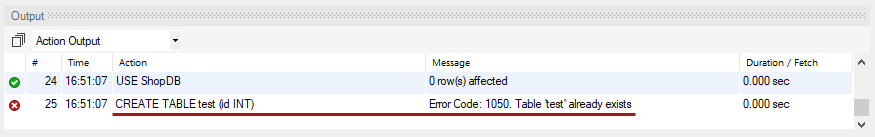 Output
Action Output
# Time Action Message Duration / Fetch
24 16:51:07 USE ShopDB 0 row(s) affected 0.000 sec
25 16:51:07 CREATE TABLE test (id INT) Error Code: 1050. Table 'test' already exists 0.000 sec